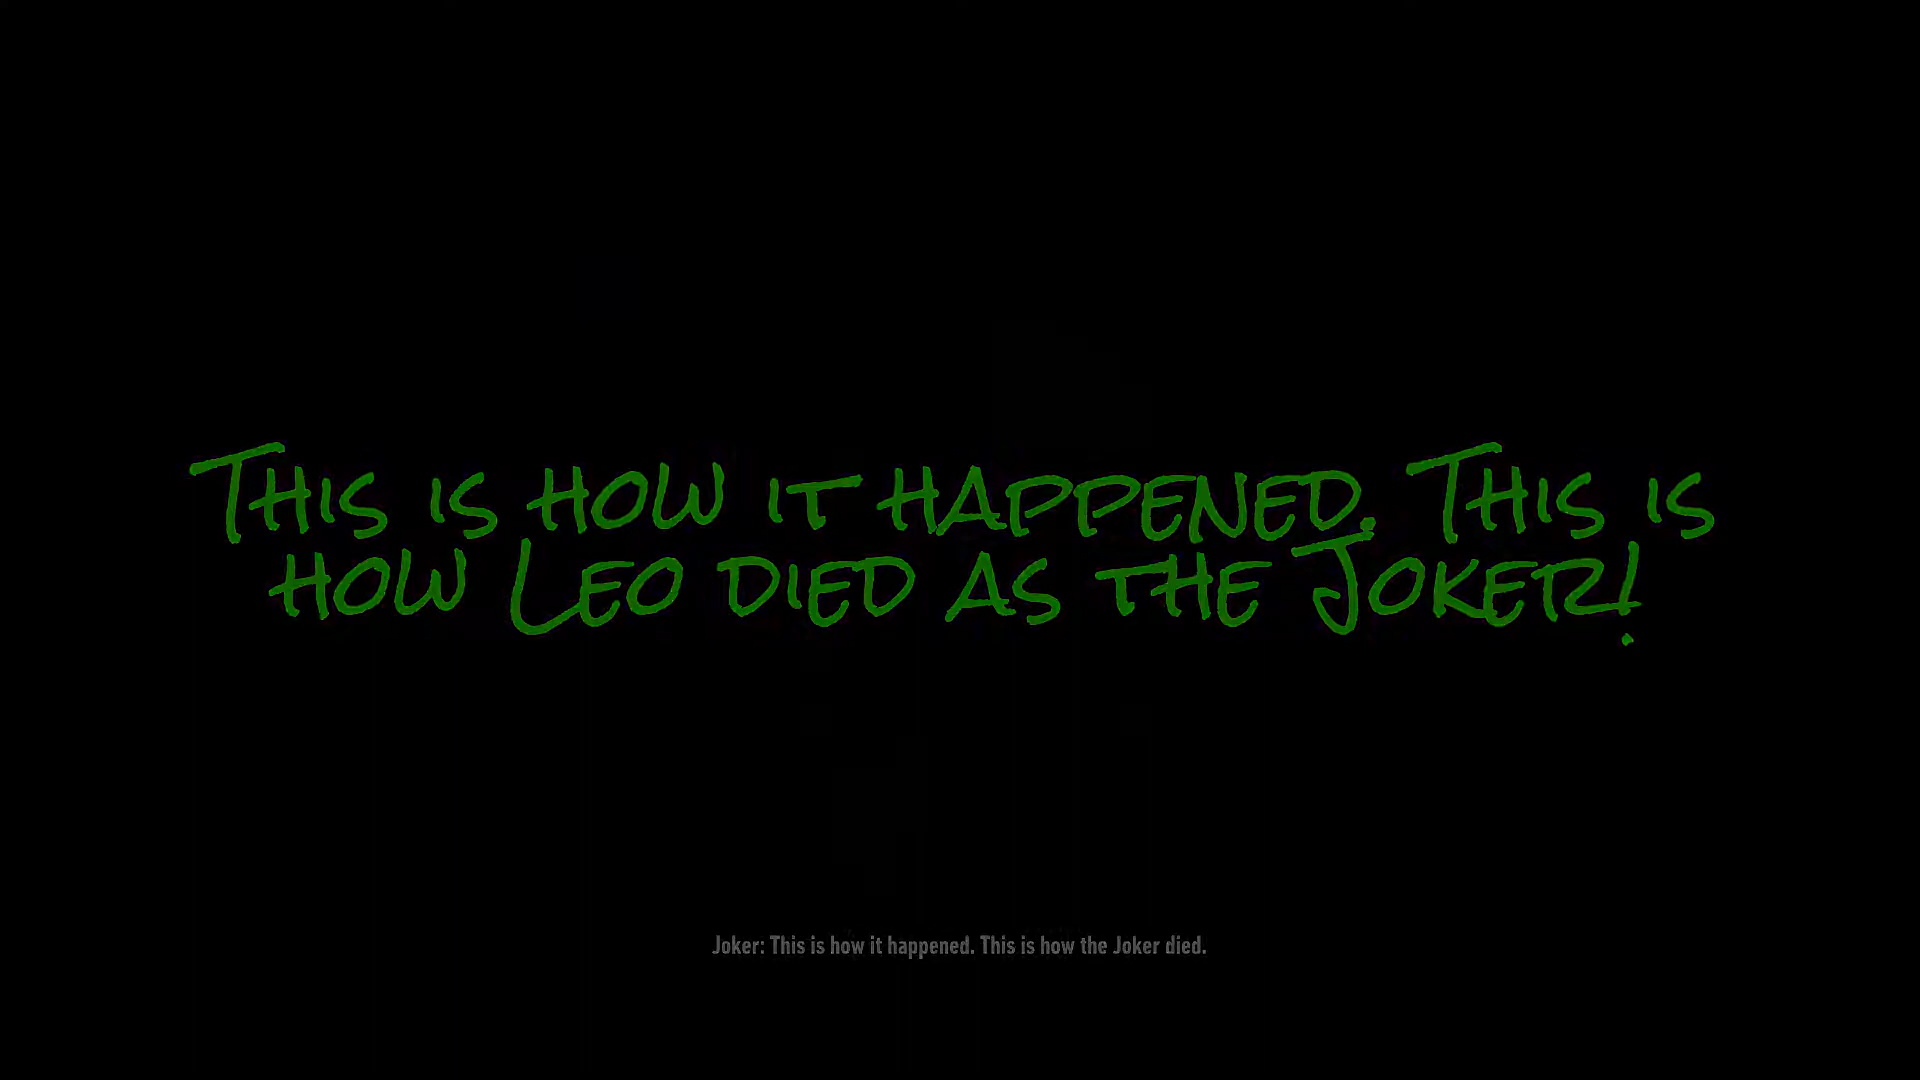 This is how it happened. This is
how Leo died as the Joker!
Joker: This is how it happened. This is how the Joker died.